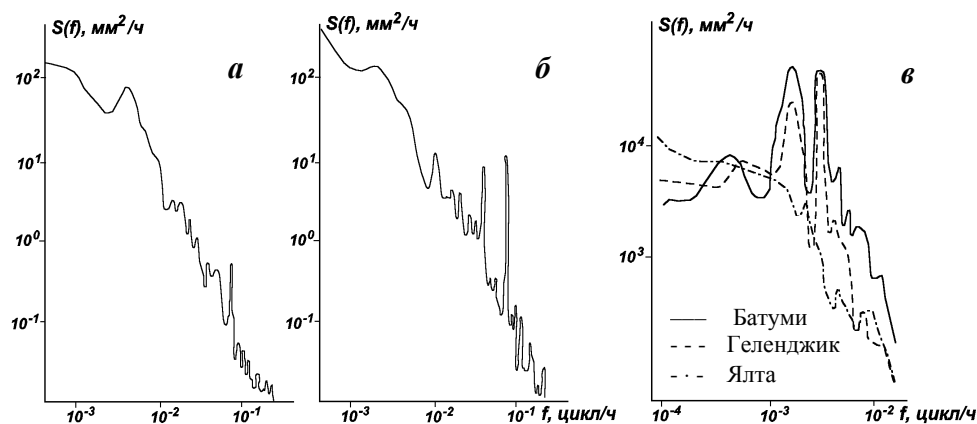 S(f), мм²/ч
а
10²
10¹
10⁰
10⁻¹
10⁻³
10⁻²
10⁻¹
S(f), мм²/ч
б
10²
10¹
10⁰
10⁻¹
10⁻³
10⁻²
10⁻¹ f, цикл/ч
S(f), мм²/ч
в
10⁴
10³
Батуми
Геленджик
Ялта
10⁻⁴
10⁻³
10⁻² f, цикл/ч